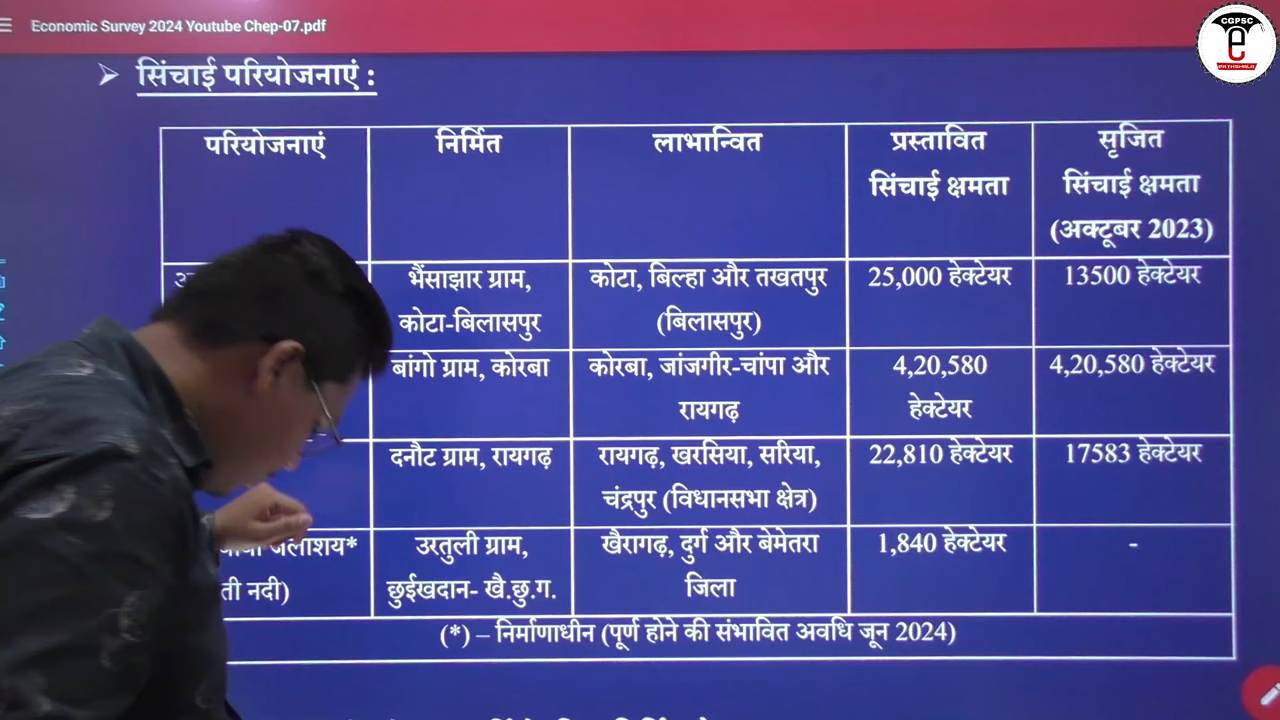 Economic Survey 2024 Youtube Chep-07.pdf
CGPSC
e
PATHSHALA
➤ सिंचाई परियोजनाएं :
परियोजनाएं निर्मित लाभान्वित प्रस्तावित सिंचाई क्षमता सृजित सिंचाई क्षमता (अक्टूबर 2023)
भैंसाझार ग्राम, कोटा-बिलासपुर कोटा, बिल्हा और तखतपुर (बिलासपुर) 25,000 हेक्टेयर 13500 हेक्टेयर
बांगो ग्राम, कोरबा कोरबा, जांजगीर-चांपा और रायगढ़ 4,20,580 हेक्टेयर 4,20,580 हेक्टेयर
दनौट ग्राम, रायगढ़ रायगढ़, खरसिया, सरिया, चंद्रपुर (विधानसभा क्षेत्र) 22,810 हेक्टेयर 17583 हेक्टेयर
जलाशय* नदी) उरतुली ग्राम, छुईखदान- खै.छु.ग. खैरागढ़, दुर्ग और बेमेतरा जिला 1,840 हेक्टेयर -
(*) – निर्माणाधीन (पूर्ण होने की संभावित अवधि जून 2024)